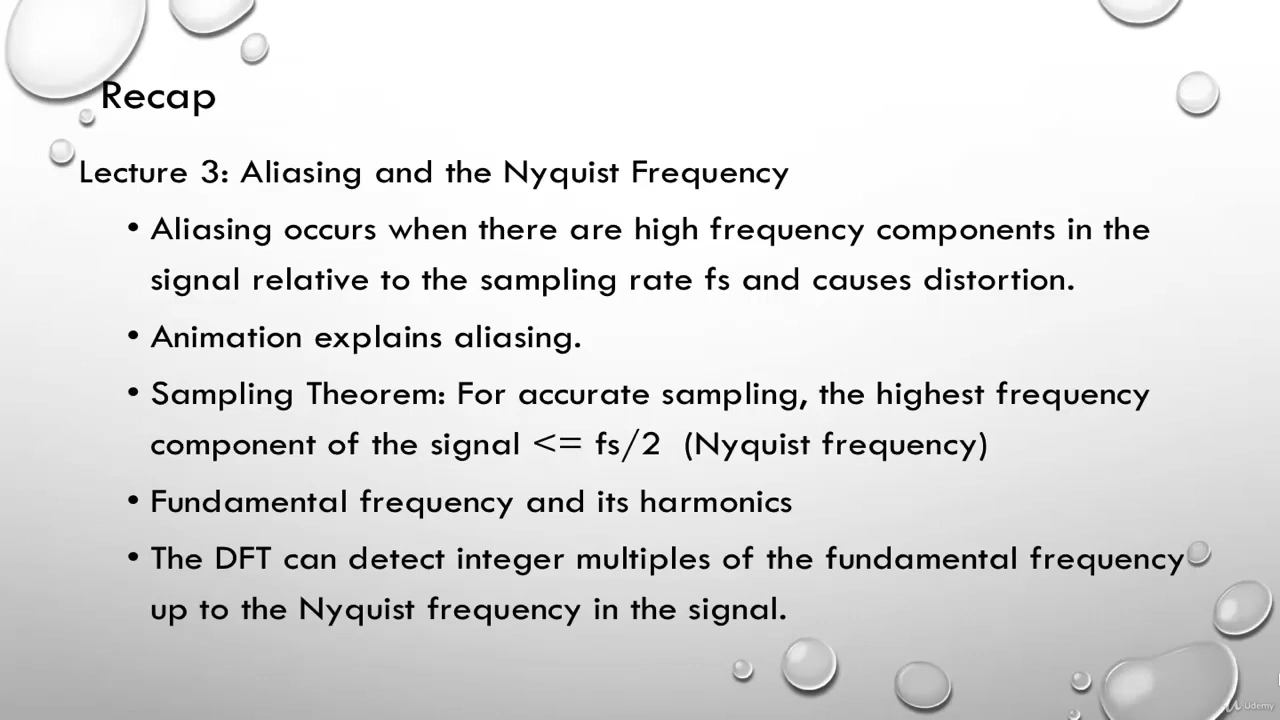 Recap
Lecture 3: Aliasing and the Nyquist Frequency
• Aliasing occurs when there are high frequency components in the
signal relative to the sampling rate fs and causes distortion.
• Animation explains aliasing.
• Sampling Theorem: For accurate sampling, the highest frequency
component of the signal <= fs/2 (Nyquist frequency)
• Fundamental frequency and its harmonics
• The DFT can detect integer multiples of the fundamental frequency
up to the Nyquist frequency in the signal.
Udemy